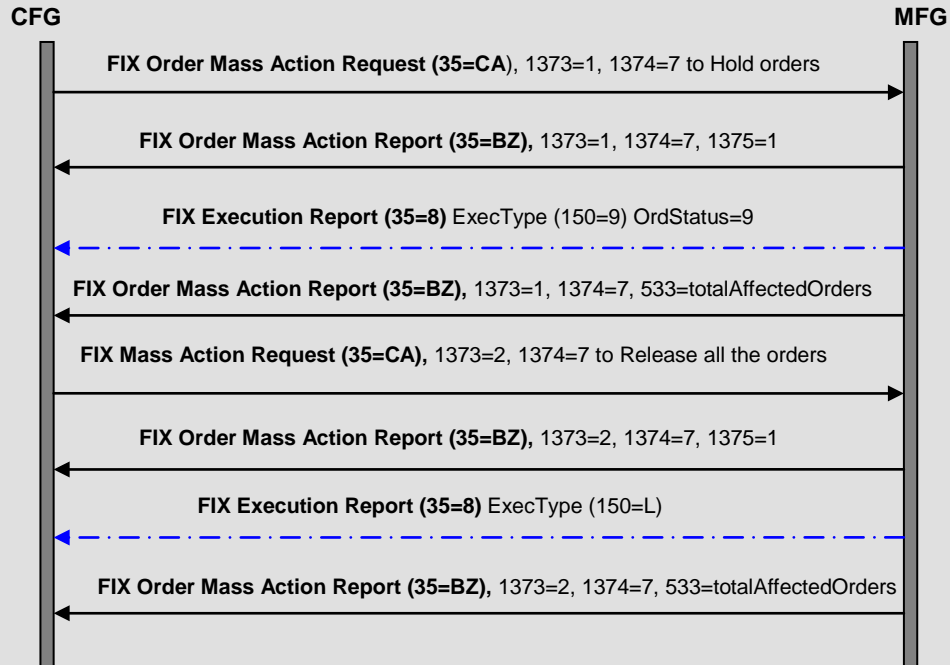 CFG
MFG
FIX Order Mass Action Request (35=CA), 1373=1, 1374=7 to Hold orders
FIX Order Mass Action Report (35=BZ), 1373=1, 1374=7, 1375=1
FIX Execution Report (35=8) ExecType (150=9) OrdStatus=9
FIX Order Mass Action Report (35=BZ), 1373=1, 1374=7, 533=totalAffectedOrders
FIX Mass Action Request (35=CA), 1373=2, 1374=7 to Release all the orders
FIX Order Mass Action Report (35=BZ), 1373=2, 1374=7, 1375=1
FIX Execution Report (35=8) ExecType (150=L)
FIX Order Mass Action Report (35=BZ), 1373=2, 1374=7, 533=totalAffectedOrders